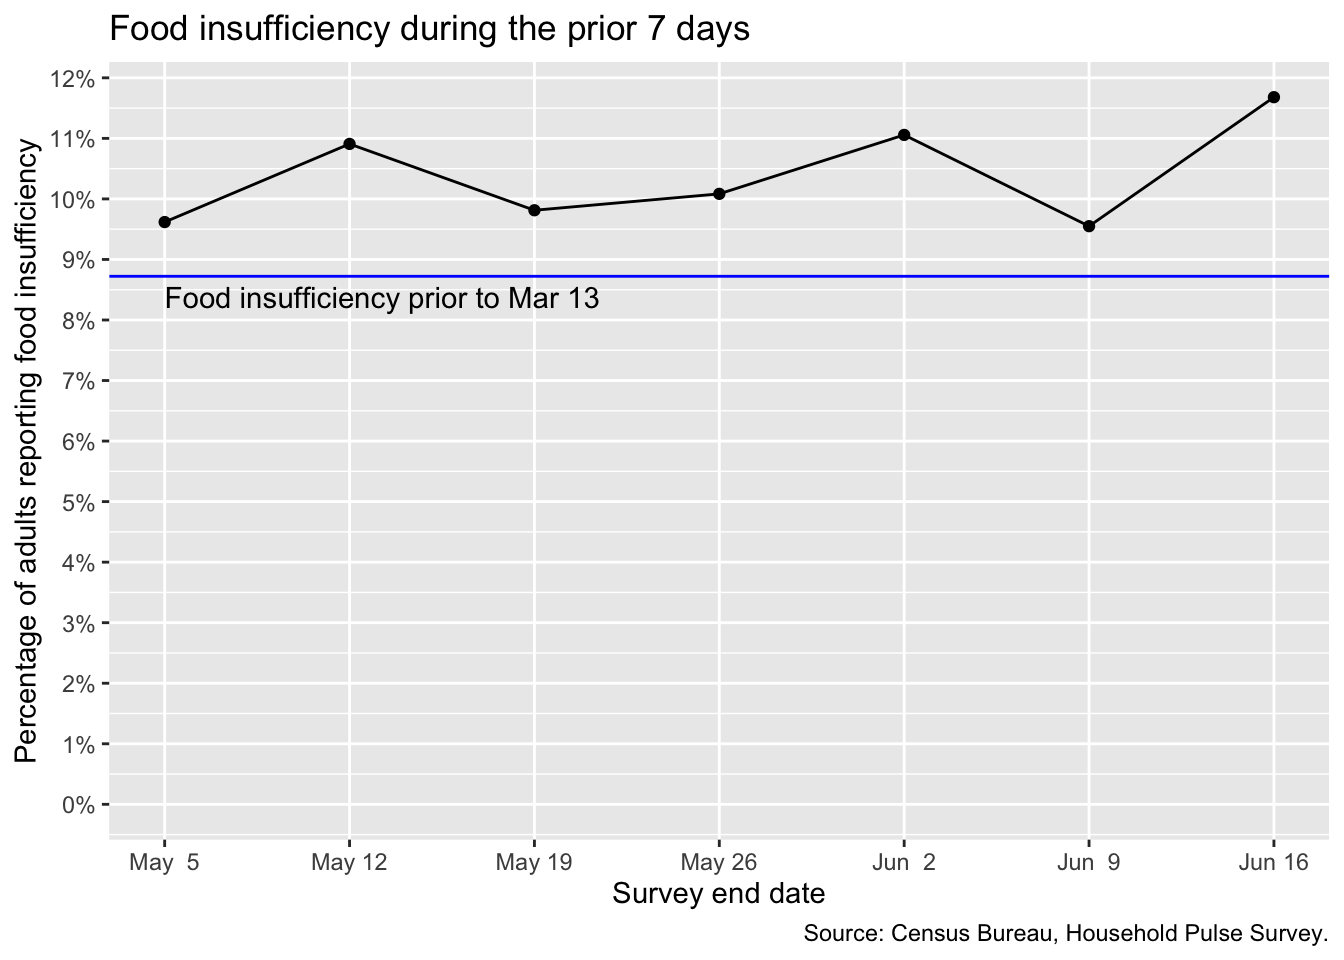 Food insufficiency during the prior 7 days
Percentage of adults reporting food insufficiency
12%
11%
10%
9%
8%
7%
6%
5%
4%
3%
2%
1%
0%
Food insufficiency prior to Mar 13
May  5 May 12 May 19 May 26 Jun  2 Jun  9 Jun 16
Survey end date
Source: Census Bureau, Household Pulse Survey.